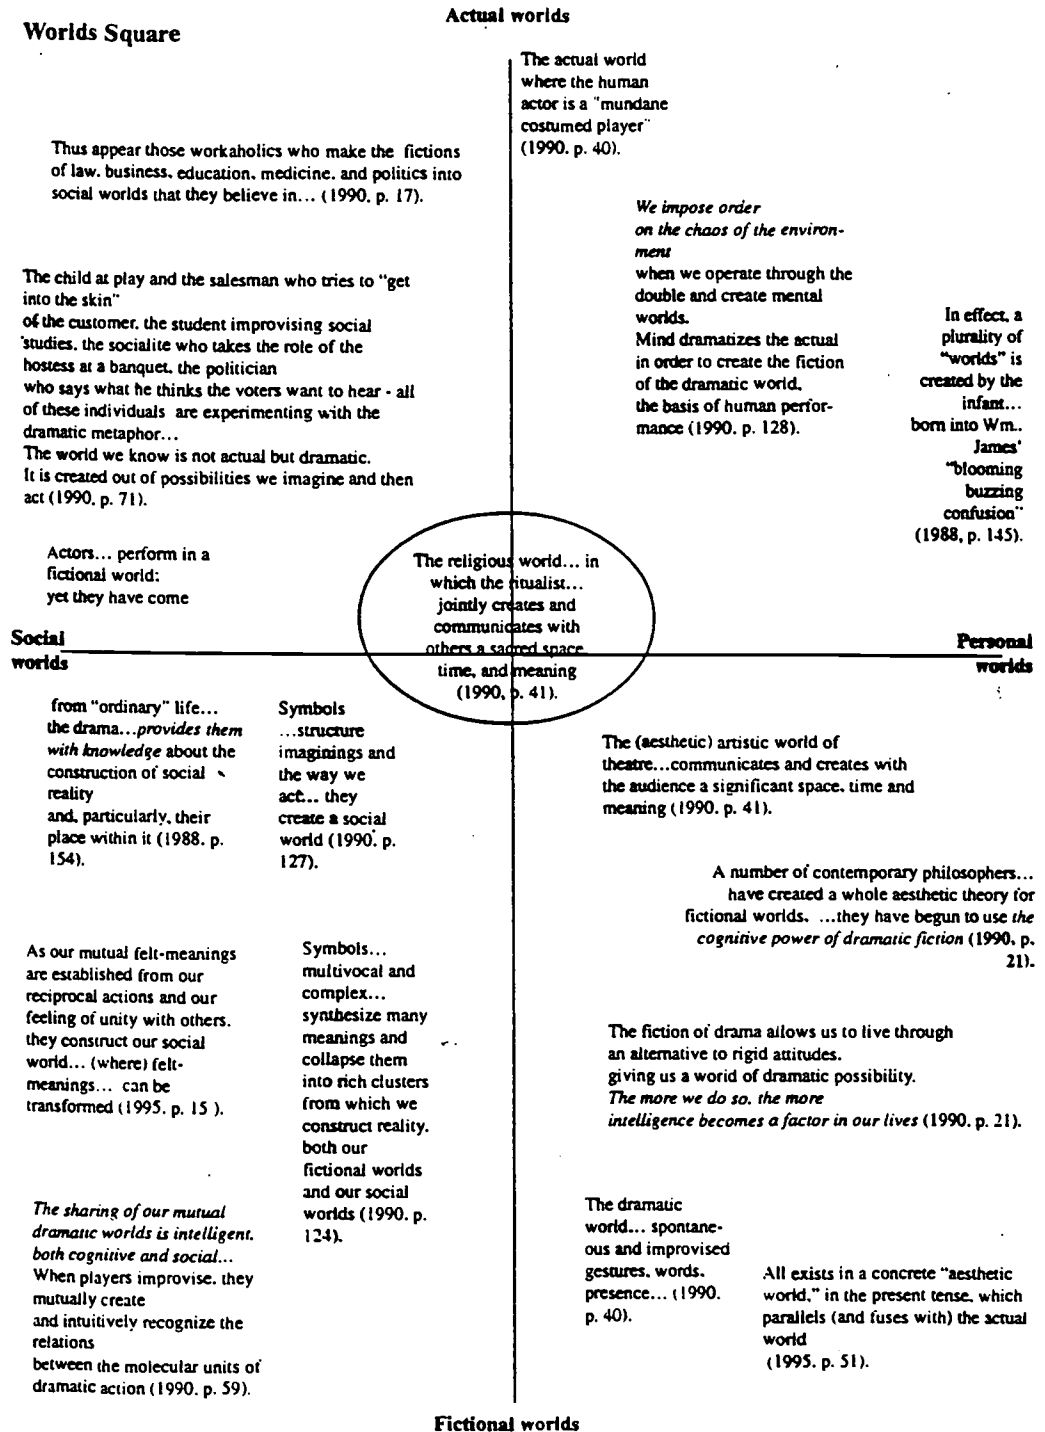 Actual worlds
Worlds Square
The actual world
where the human
actor is a "mundane
costumed player"
(1990. p. 40).
Thus appear those workaholics who make the fictions
of law. business. education. medicine. and politics into
social worlds that they believe in... (1990. p. 17).
We impose order
on the chaos of the environ-
ment
when we operate through the
double and create mental
worlds.
Mind dramatizes the actual
in order to create the fiction
of the dramatic world,
the basis of human perfor-
mance (1990. p. 128).
The child at play and the salesman who tries to "get
into the skin"
of the customer. the student improvising social
studies. the socialite who takes the role of the
hostess at a banquet. the politician
who says what he thinks the voters want to hear - all
of these individuals are experimenting with the
dramatic metaphor...
The world we know is not actual but dramatic.
It is created out of possibilities we imagine and then
act (1990. p. 71).
In effect, a
plurality of
"worlds" is
created by the
infant...
born into Wm..
James'
"blooming
buzzing
confusion"
(1988, p. 145).
Actors... perform in a
fictional world:
yet they have come
The religious world... in
which the ritualist...
jointly creates and
communicates with
others a sacred space
time, and meaning
(1990, p. 41).
Social
worlds
Personal
worlds
from "ordinary" life...
the drama...provides them
with knowledge about the
construction of social
reality
and, particularly, their
place within it (1988. p.
154).
Symbols
...structure
imaginings and
the way we
act... they
create a social
world (1990. p.
127).
The (aesthetic) artistic world of
theatre...communicates and creates with
the audience a significant space. time and
meaning (1990. p. 41).
A number of contemporary philosophers...
have created a whole aesthetic theory for
fictional worlds. ...they have begun to use the
cognitive power of dramatic fiction (1990, p.
21).
As our mutual felt-meanings
are established from our
reciprocal actions and our
feeling of unity with others.
they construct our social
world... (where) felt-
meanings... can be
transformed (1995. p. 15 ).
Symbols...
multivocal and
complex...
synthesize many
meanings and
collapse them
into rich clusters
from which we
construct reality.
both our
fictional worlds
and our social
worlds (1990. p.
124).
The fiction of drama allows us to live through
an alternative to rigid attitudes.
giving us a world of dramatic possibility.
The more we do so. the more
intelligence becomes a factor in our lives (1990. p. 21).
The sharing of our mutual
dramatic worlds is intelligent.
both cognitive and social...
When players improvise. they
mutually create
and intuitively recognize the
relations
between the molecular units of
dramatic action (1990. p. 59).
The dramatic
world... spontane-
ous and improvised
gestures. words.
presence... (1990.
p. 40).
All exists in a concrete "aesthetic
world," in the present tense, which
parallels (and fuses with) the actual
world
(1995. p. 51).
Fictional worlds